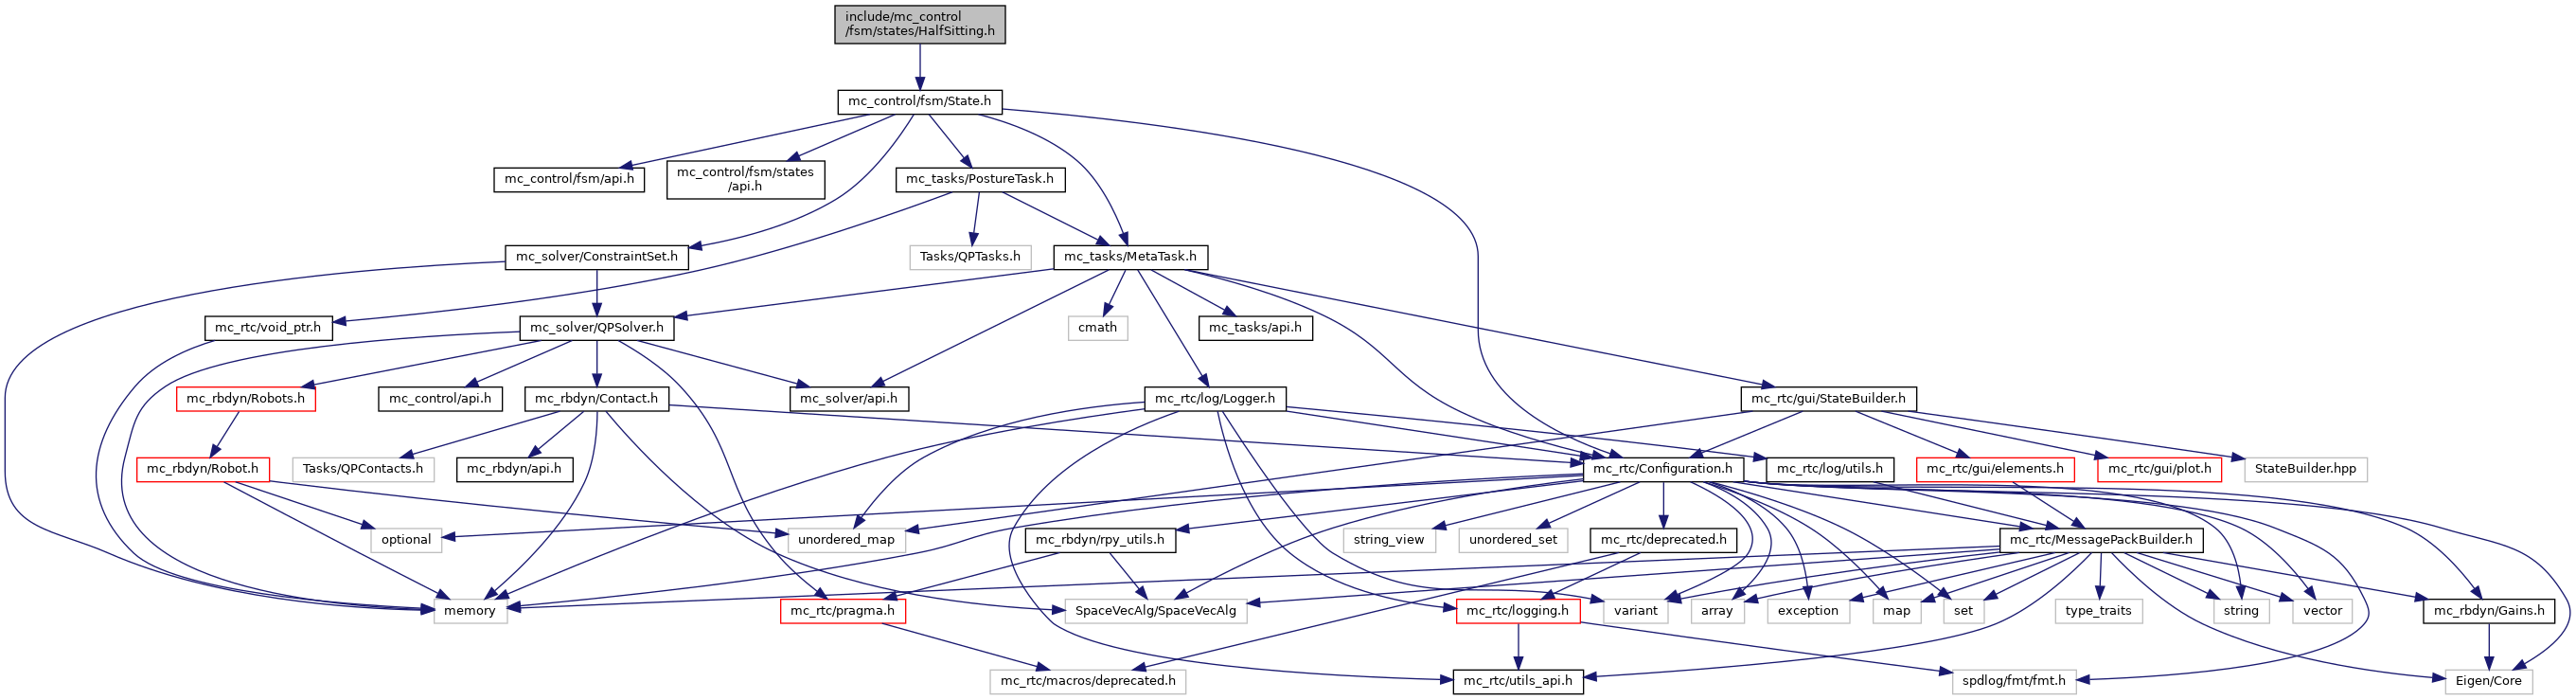 include/mc_control
/fsm/states/HalfSitting.h
mc_control/fsm/State.h
mc_control/fsm/api.h
mc_control/fsm/states
/api.h
mc_tasks/PostureTask.h
mc_solver/ConstraintSet.h
Tasks/QPTasks.h
mc_tasks/MetaTask.h
mc_rtc/void_ptr.h
mc_solver/QPSolver.h
cmath
mc_tasks/api.h
mc_rbdyn/Robots.h
mc_control/api.h
mc_rbdyn/Contact.h
mc_solver/api.h
mc_rtc/log/Logger.h
mc_rtc/gui/StateBuilder.h
mc_rbdyn/Robot.h
Tasks/QPContacts.h
mc_rbdyn/api.h
mc_rtc/Configuration.h
mc_rtc/log/utils.h
mc_rtc/gui/elements.h
mc_rtc/gui/plot.h
StateBuilder.hpp
optional
unordered_map
mc_rbdyn/rpy_utils.h
string_view
unordered_set
mc_rtc/deprecated.h
mc_rtc/MessagePackBuilder.h
memory
mc_rtc/pragma.h
SpaceVecAlg/SpaceVecAlg
mc_rtc/logging.h
variant
array
exception
map
set
type_traits
string
vector
mc_rbdyn/Gains.h
mc_rtc/macros/deprecated.h
mc_rtc/utils_api.h
spdlog/fmt/fmt.h
Eigen/Core